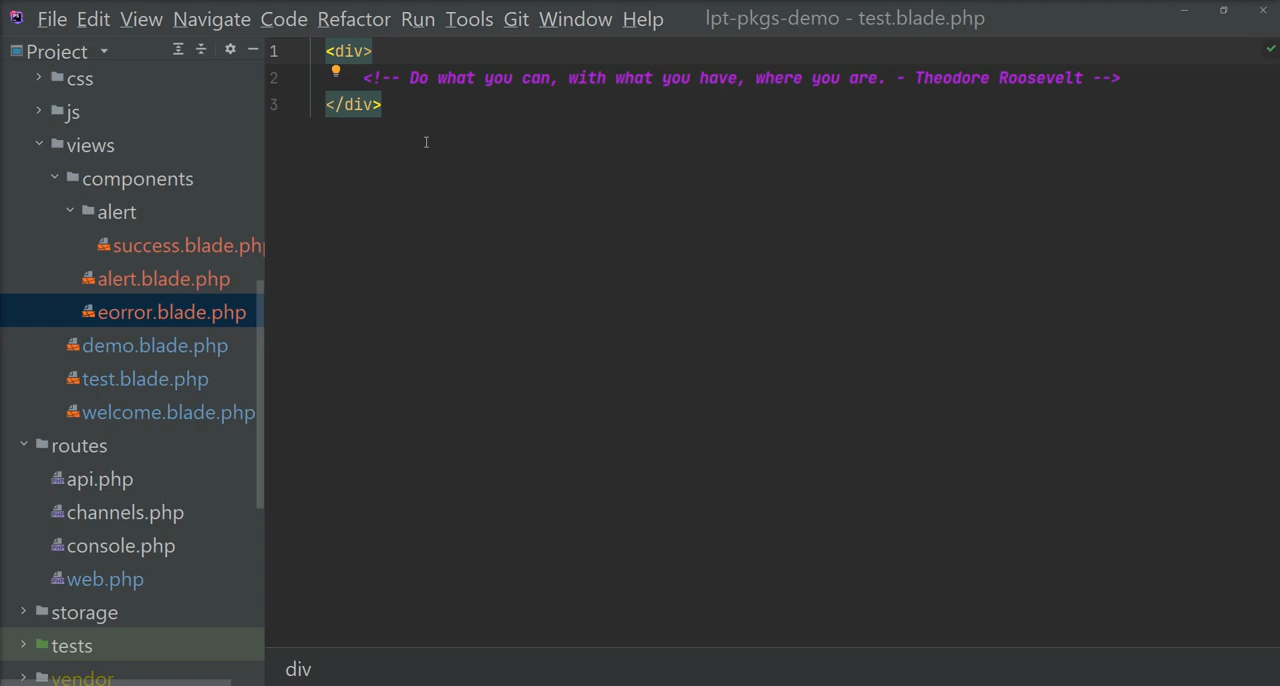 File Edit View Navigate Code Refactor Run Tools Git Window Help lpt-pkgs-demo - test.blade.php
Project
css
js
views
components
alert
success.blade.ph
alert.blade.php
eorror.blade.php
demo.blade.php
test.blade.php
welcome.blade.php
routes
api.php
channels.php
console.php
web.php
storage
tests
vendor
1 <div>
2 <!-- Do what you can, with what you have, where you are. - Theodore Roosevelt -->
3 </div>
div